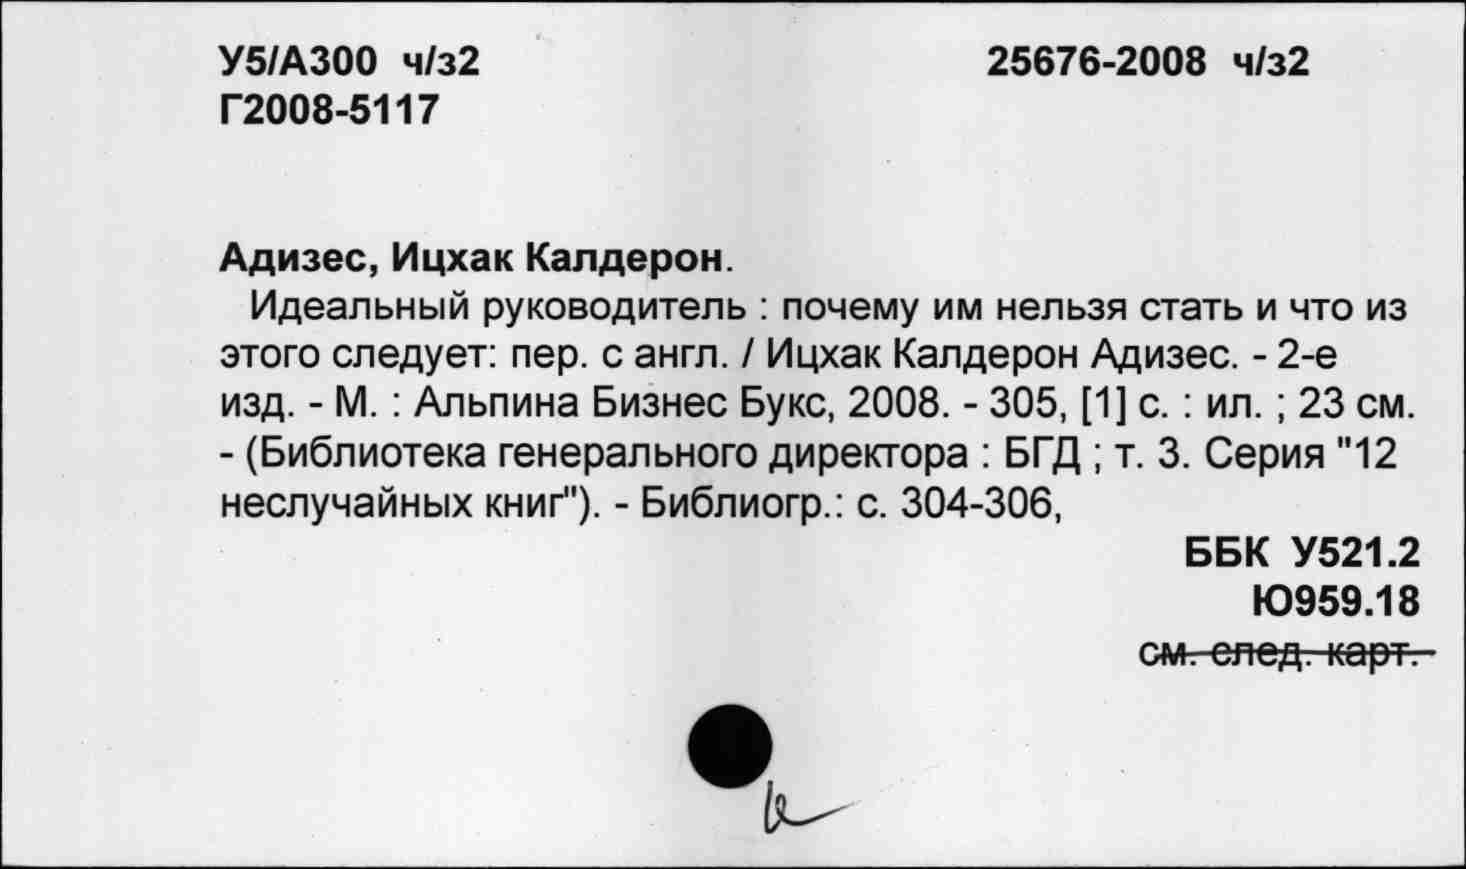 У5/А300 ч/з2 25676-2008 ч/з2
Г2008-5117
Адизес, Ицхак Калдерон.
Идеальный руководитель : почему им нельзя стать и что из
этого следует: пер. с англ. / Ицхак Калдерон Адизес. - 2-е
изд. - М. : Альпина Бизнес Букс, 2008. - 305, [1] с. : ил. ; 23 см.
- (Библиотека генерального директора : БГД ; т. 3. Серия "12
неслучайных книг"). - Библиогр.: с. 304-306,
ББК У521.2
Ю959.18
см. след. карт.